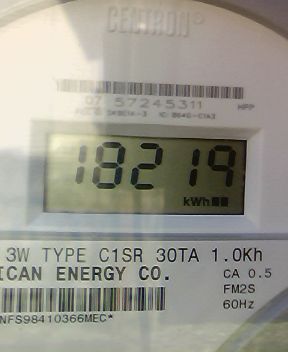 CENTRON®
07 57245311
18219
kWh
3W TYPE C1SR 30TA 1.0Kh
ICAN ENERGY CO.
CA 0.5
FM2S
60Hz
NFS98410366MEC*